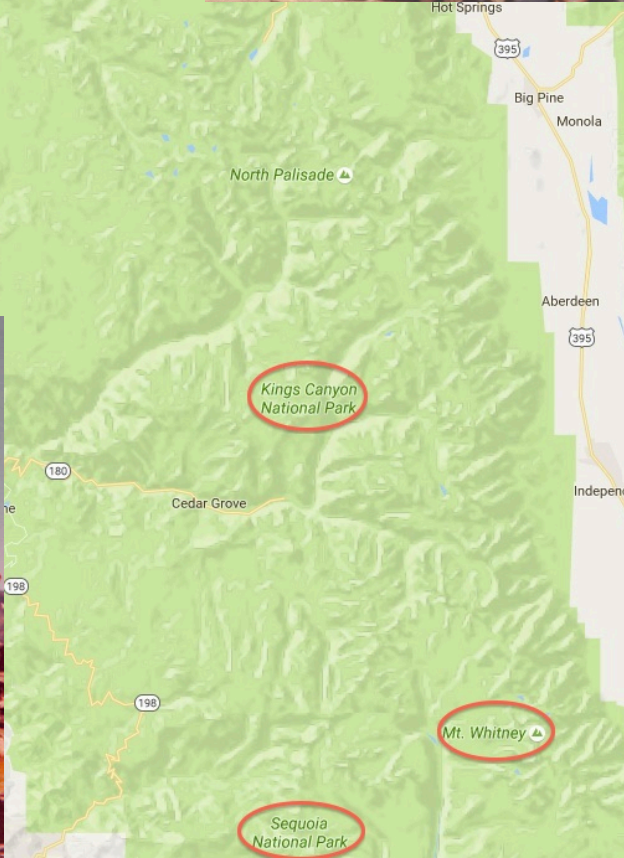 Hot Springs
395
Big Pine
Monola
North Palisade
Aberdeen
395
Kings Canyon
National Park
180
Indepen
Cedar Grove
ne
198
198
Mt. Whitney
Sequoia
National Park